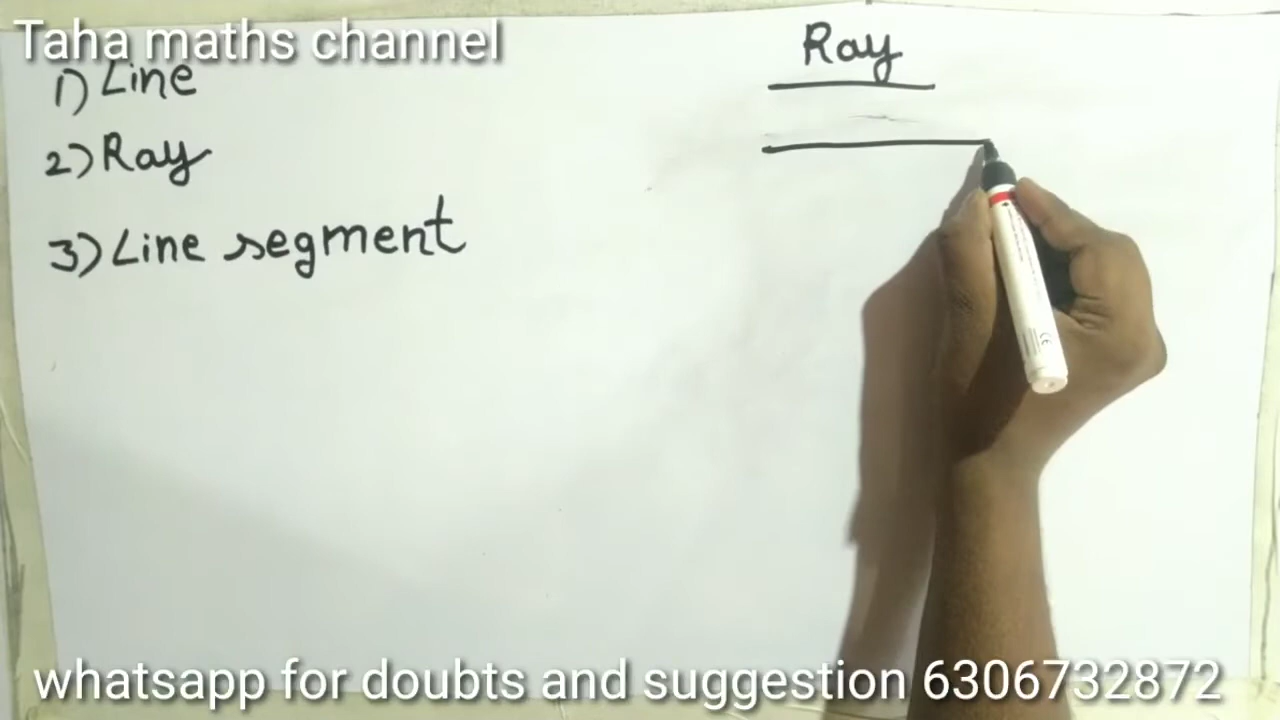 Taha maths channel
1) Line
2) Ray
3) Line segment
Ray
whatsapp for doubts and suggestion 6306732872